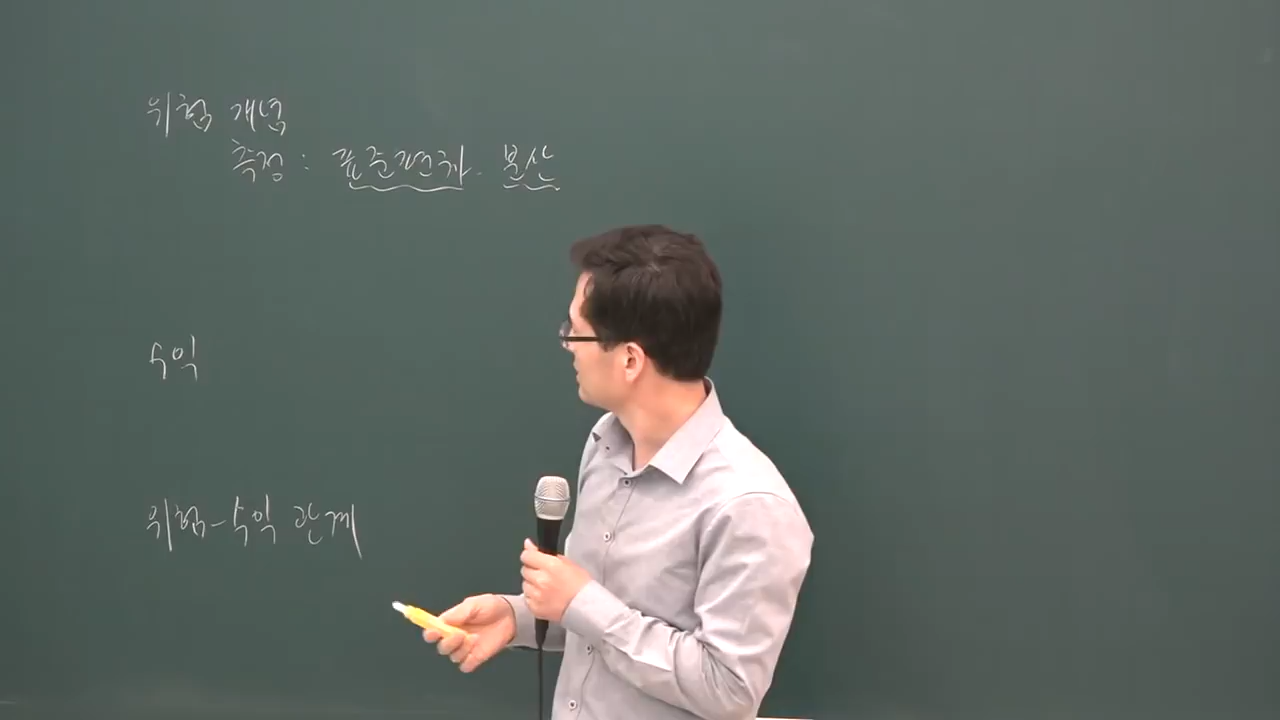 위험 개념
측정 : 표준편차. 분산
수익
위험-수익 관계